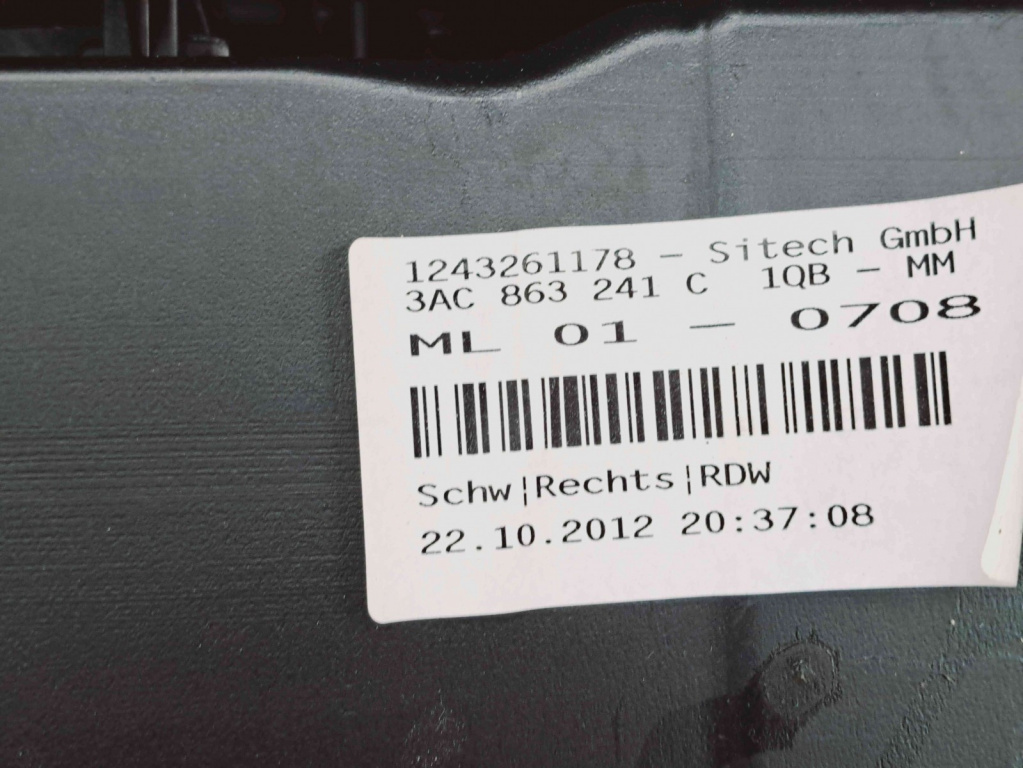 1243261178 - Sitech GmbH
3AC 863 241 C 1QB - MM
ML 01 - 0708
Schw|Rechts|RDW
22.10.2012 20:37:08